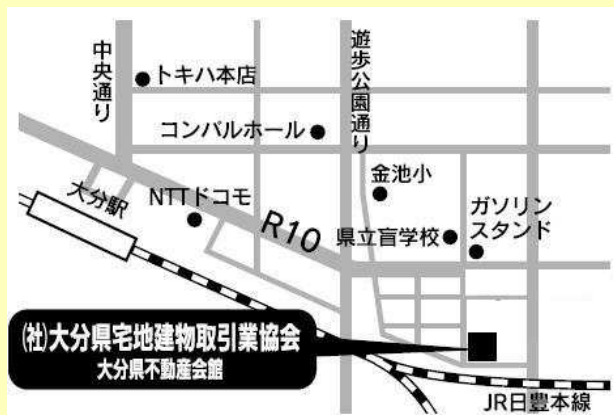 中央通り
トキハ本店
遊歩公園通り
コンパルホール
大分駅
NTTドコモ
R10
金池小
県立盲学校
ガソリン
スタンド
(社)大分県宅地建物取引業協会
大分県不動産会館
JR日豊本線